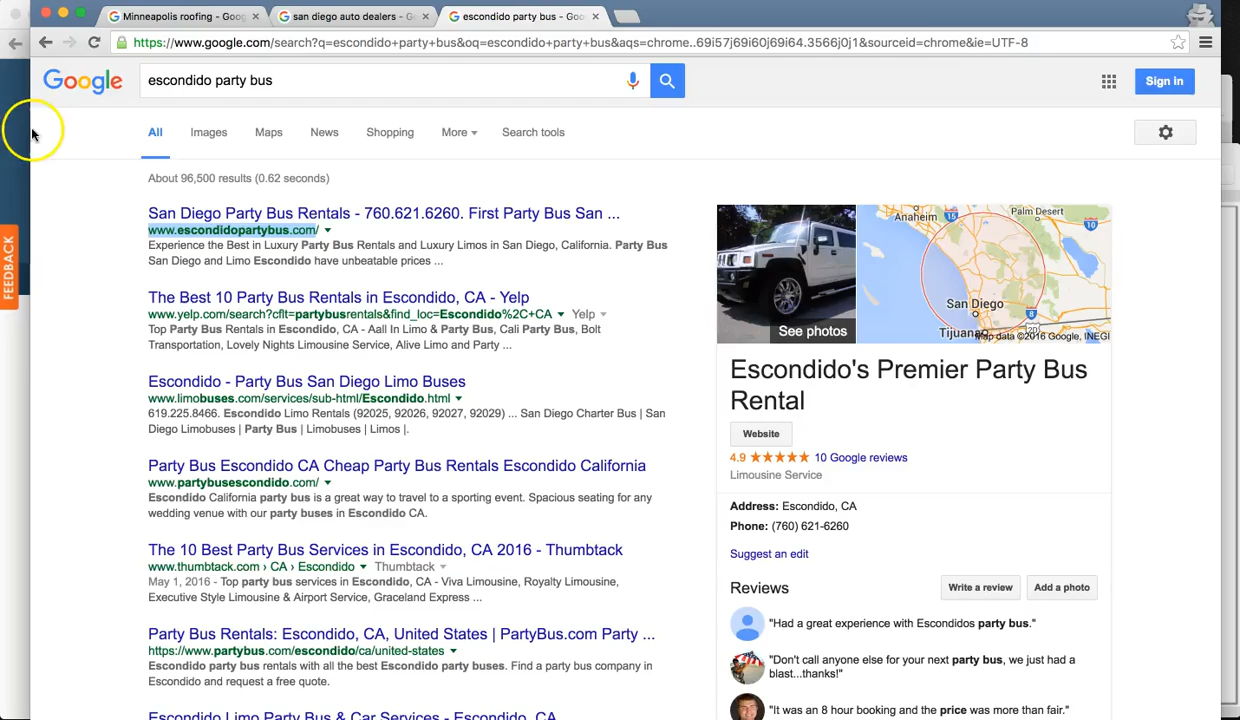 Minneapolis roofing - Goog
san diego auto dealers - G
escondido party bus - Goo
https://www.google.com/search?q=escondido+party+bus&oq=escondido+party+bus&aqs=chrome..69i57j69i60j69i64.3566j0j1&sourceid=chrome&ie=UTF-8
Google
escondido party bus
Sign in
All Images Maps News Shopping More Search tools
About 96,500 results (0.62 seconds)
San Diego Party Bus Rentals - 760.621.6260. First Party Bus San ...
www.escondidopartybus.com/
Experience the Best in Luxury Party Bus Rentals and Luxury Limos in San Diego, California. Party Bus
San Diego and Limo Escondido have unbeatable prices ...
The Best 10 Party Bus Rentals in Escondido, CA - Yelp
www.yelp.com/search?cflt=partybusrentals&find_loc=Escondido%2C+CA Yelp
Top Party Bus Rentals in Escondido, CA - Aall In Limo & Party Bus, Cali Party Bus, Bolt
Transportation, Lovely Nights Limousine Service, Alive Limo and Party ...
Escondido - Party Bus San Diego Limo Buses
www.limobuses.com/services/sub-html/Escondido.html
619.225.8466. Escondido Limo Rentals (92025, 92026, 92027, 92029) ... San Diego Charter Bus | San
Diego Limobuses | Party Bus | Limobuses | Limos |.
Party Bus Escondido CA Cheap Party Bus Rentals Escondido California
www.partybusescondido.com/
Escondido California party bus is a great way to travel to a sporting event. Spacious seating for any
wedding venue with our party buses in Escondido CA.
The 10 Best Party Bus Services in Escondido, CA 2016 - Thumbtack
www.thumbtack.com › CA › Escondido Thumbtack
May 1, 2016 - Top party bus services in Escondido, CA - Viva Limousine, Royalty Limousine,
Executive Style Limousine & Airport Service, Graceland Express ...
Party Bus Rentals: Escondido, CA, United States | PartyBus.com Party ...
https://www.partybus.com/escondido/ca/united-states
Escondido party bus rentals with all the best Escondido party buses. Find a party bus company in
Escondido and request a free quote.
Escondido Limo Party Bus & Car Services - Escondido, CA
FEEDBACK
See photos
Anaheim
Palm Desert
15
10
San Diego
8
Tijuana
2D
Map data ©2016 Google, INEGI
Escondido's Premier Party Bus
Rental
Website
4.9 10 Google reviews
Limousine Service
Address: Escondido, CA
Phone: (760) 621-6260
Suggest an edit
Reviews Write a review Add a photo
"Had a great experience with Escondidos party bus."
"Don't call anyone else for your next party bus, we just had a
blast...thanks!"
"It was an 8 hour booking and the price was more than fair."